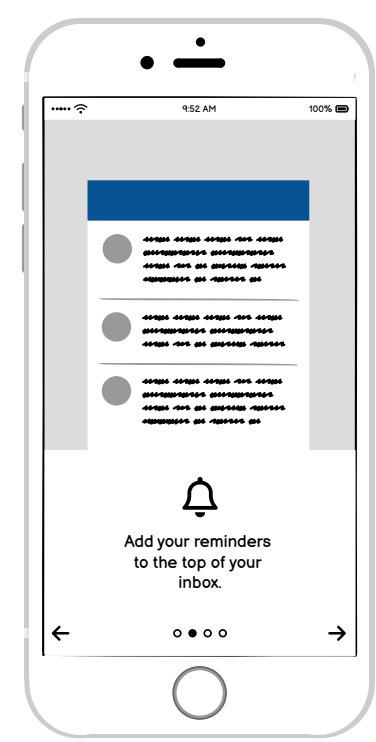 9:52 AM
100%
Add your reminders
to the top of your
inbox.